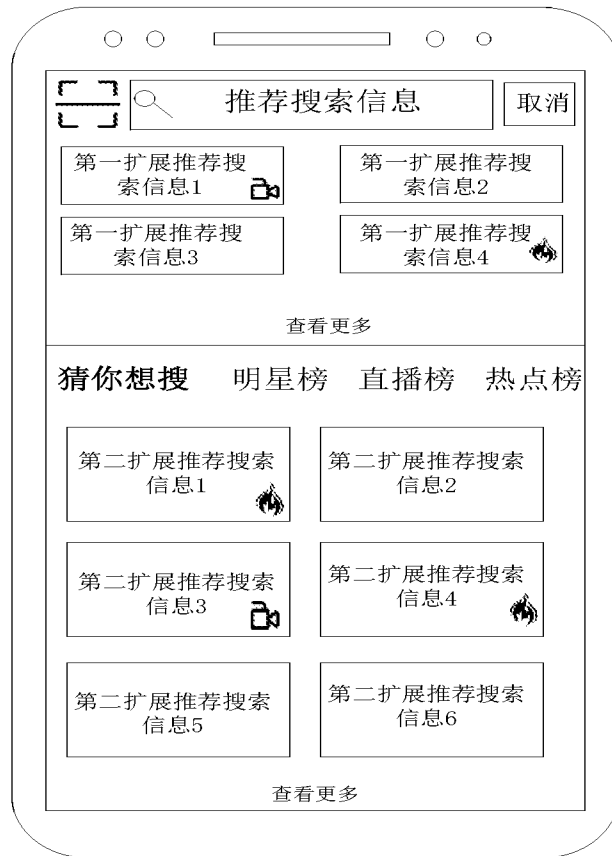 推荐搜索信息 取消
第一扩展推荐搜
索信息1
第一扩展推荐搜
索信息2
第一扩展推荐搜
索信息3
第一扩展推荐搜
索信息4
查看更多
猜你想搜 明星榜 直播榜 热点榜
第二扩展推荐搜索
信息1
第二扩展推荐搜索
信息2
第二扩展推荐搜索
信息3
第二扩展推荐搜索
信息4
第二扩展推荐搜索
信息5
第二扩展推荐搜索
信息6
查看更多